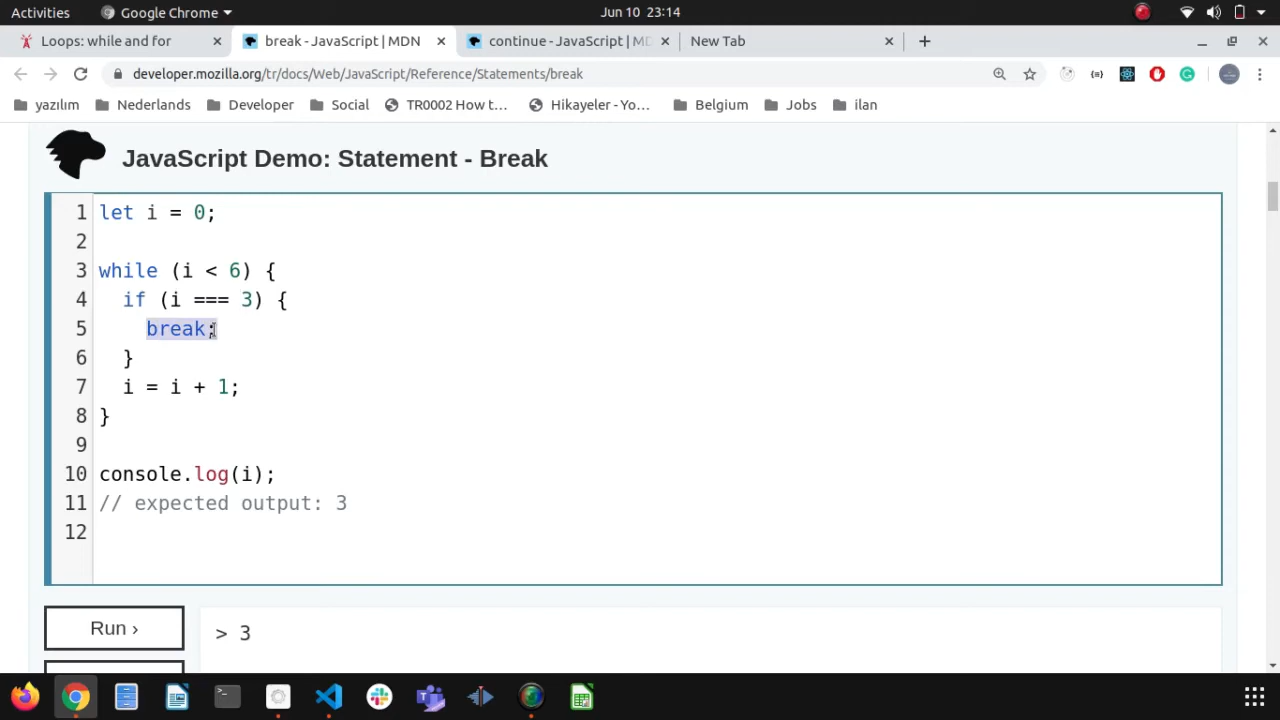 Activities
Google Chrome
Jun 10 23:14
Loops: while and for
break - JavaScript | MDN
continue - JavaScript | MD
New Tab
developer.mozilla.org/tr/docs/Web/JavaScript/Reference/Statements/break
yazılım
Nederlands
Developer
Social
TR0002 How t...
Hikayeler - Yo...
Belgium
Jobs
ilan
JavaScript Demo: Statement - Break
1 let i = 0;
2
3 while (i < 6) {
4 if (i === 3) {
5 break;
6 }
7 i = i + 1;
8 }
9
10 console.log(i);
11 // expected output: 3
12
Run ›
> 3